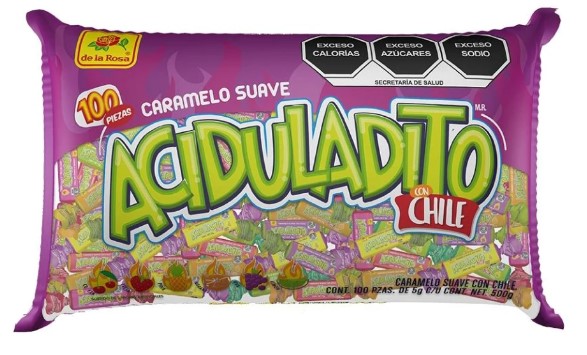 de la Rosa
EXCESO CALORÍAS
EXCESO AZÚCARES
EXCESO SODIO
SECRETARÍA DE SALUD
100 PIEZAS
CARAMELO SUAVE
M.R.
ACIDULADITO
CON CHILE
CARAMELO SUAVE CON CHILE
CONT. 100 PZAS. DE 5g C/U CONT. NET. 500g